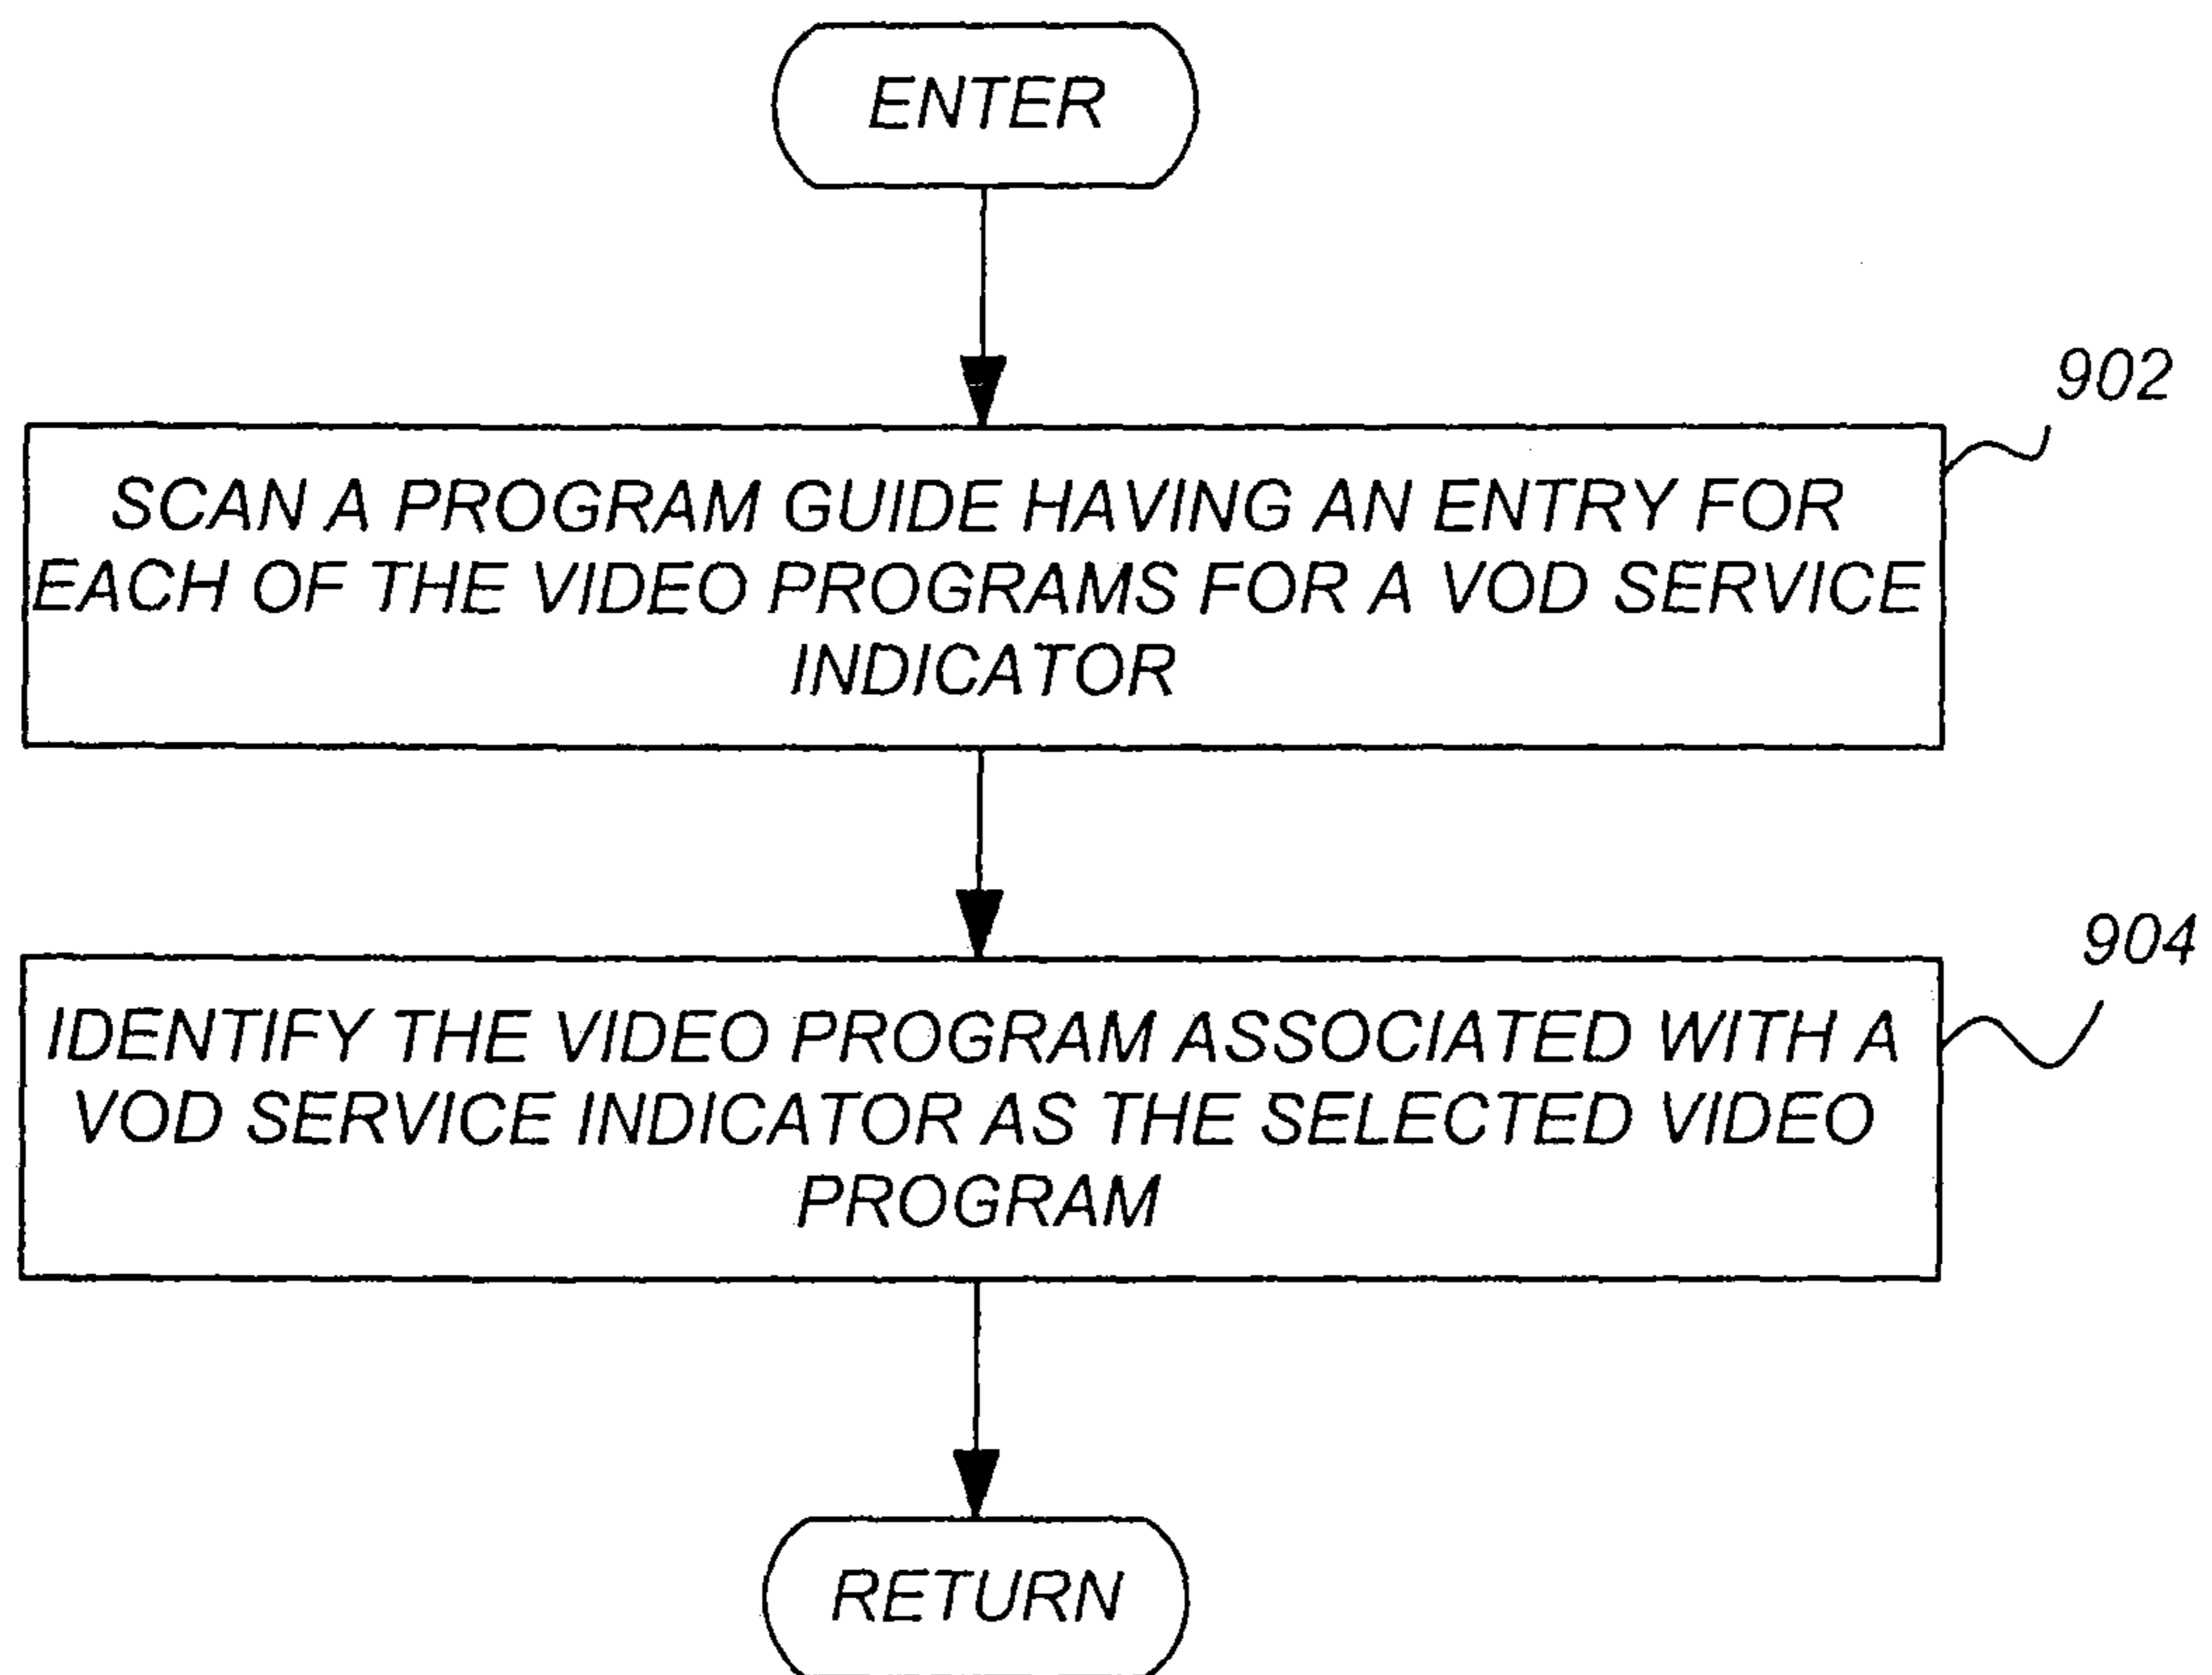 ENTER
902
SCAN A PROGRAM GUIDE HAVING AN ENTRY FOR
EACH OF THE VIDEO PROGRAMS FOR A VOD SERVICE
INDICATOR
904
IDENTIFY THE VIDEO PROGRAM ASSOCIATED WITH A
VOD SERVICE INDICATOR AS THE SELECTED VIDEO
PROGRAM
RETURN